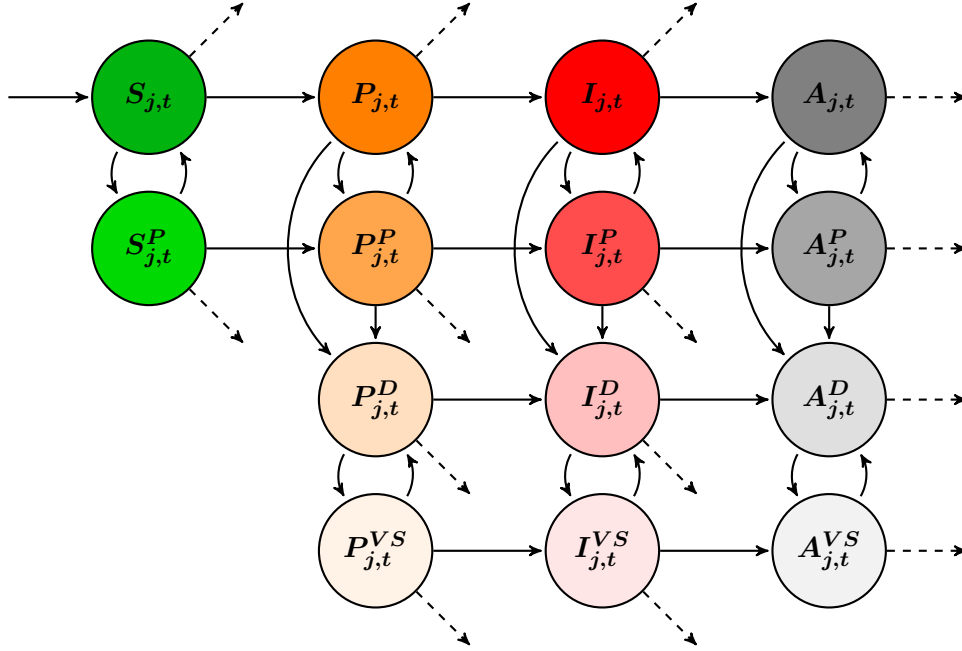 S_{j,t} P_{j,t} I_{j,t} A_{j,t}
S^P_{j,t} P^P_{j,t} I^P_{j,t} A^P_{j,t}
P^D_{j,t} I^D_{j,t} A^D_{j,t}
P^{VS}_{j,t} I^{VS}_{j,t} A^{VS}_{j,t}